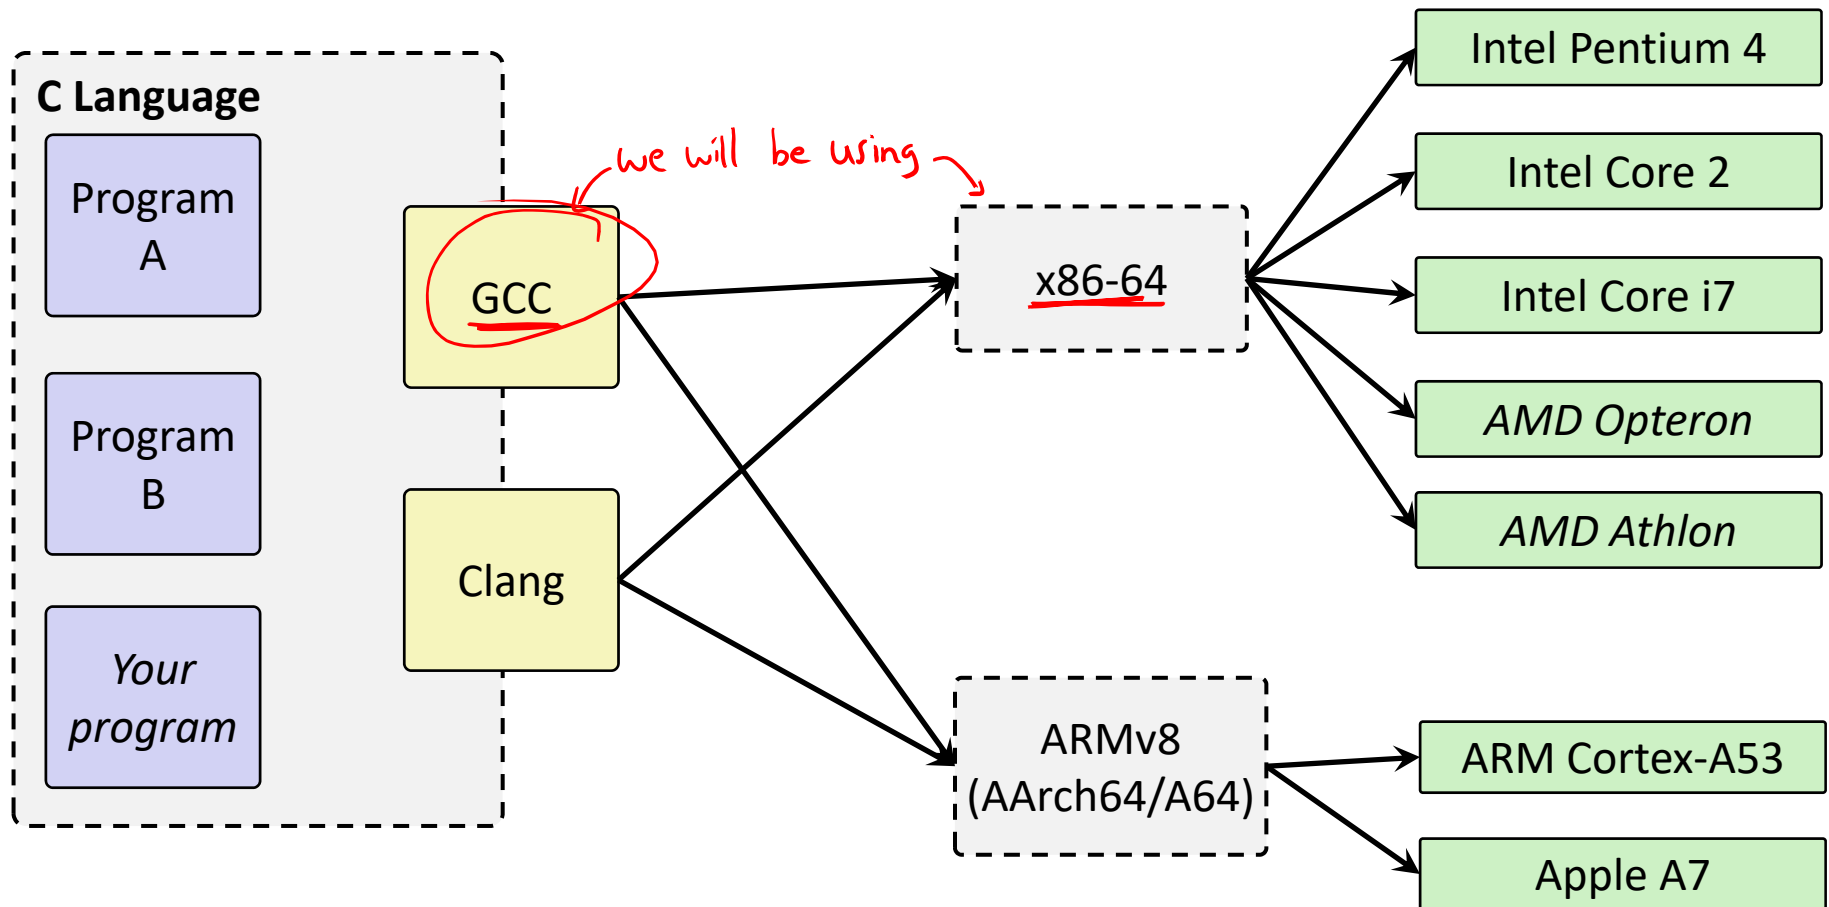 C Language
Program
A
Program
B
Your
program
we will be using
GCC
Clang
x86-64
ARMv8
(AArch64/A64)
Intel Pentium 4
Intel Core 2
Intel Core i7
AMD Opteron
AMD Athlon
ARM Cortex-A53
Apple A7